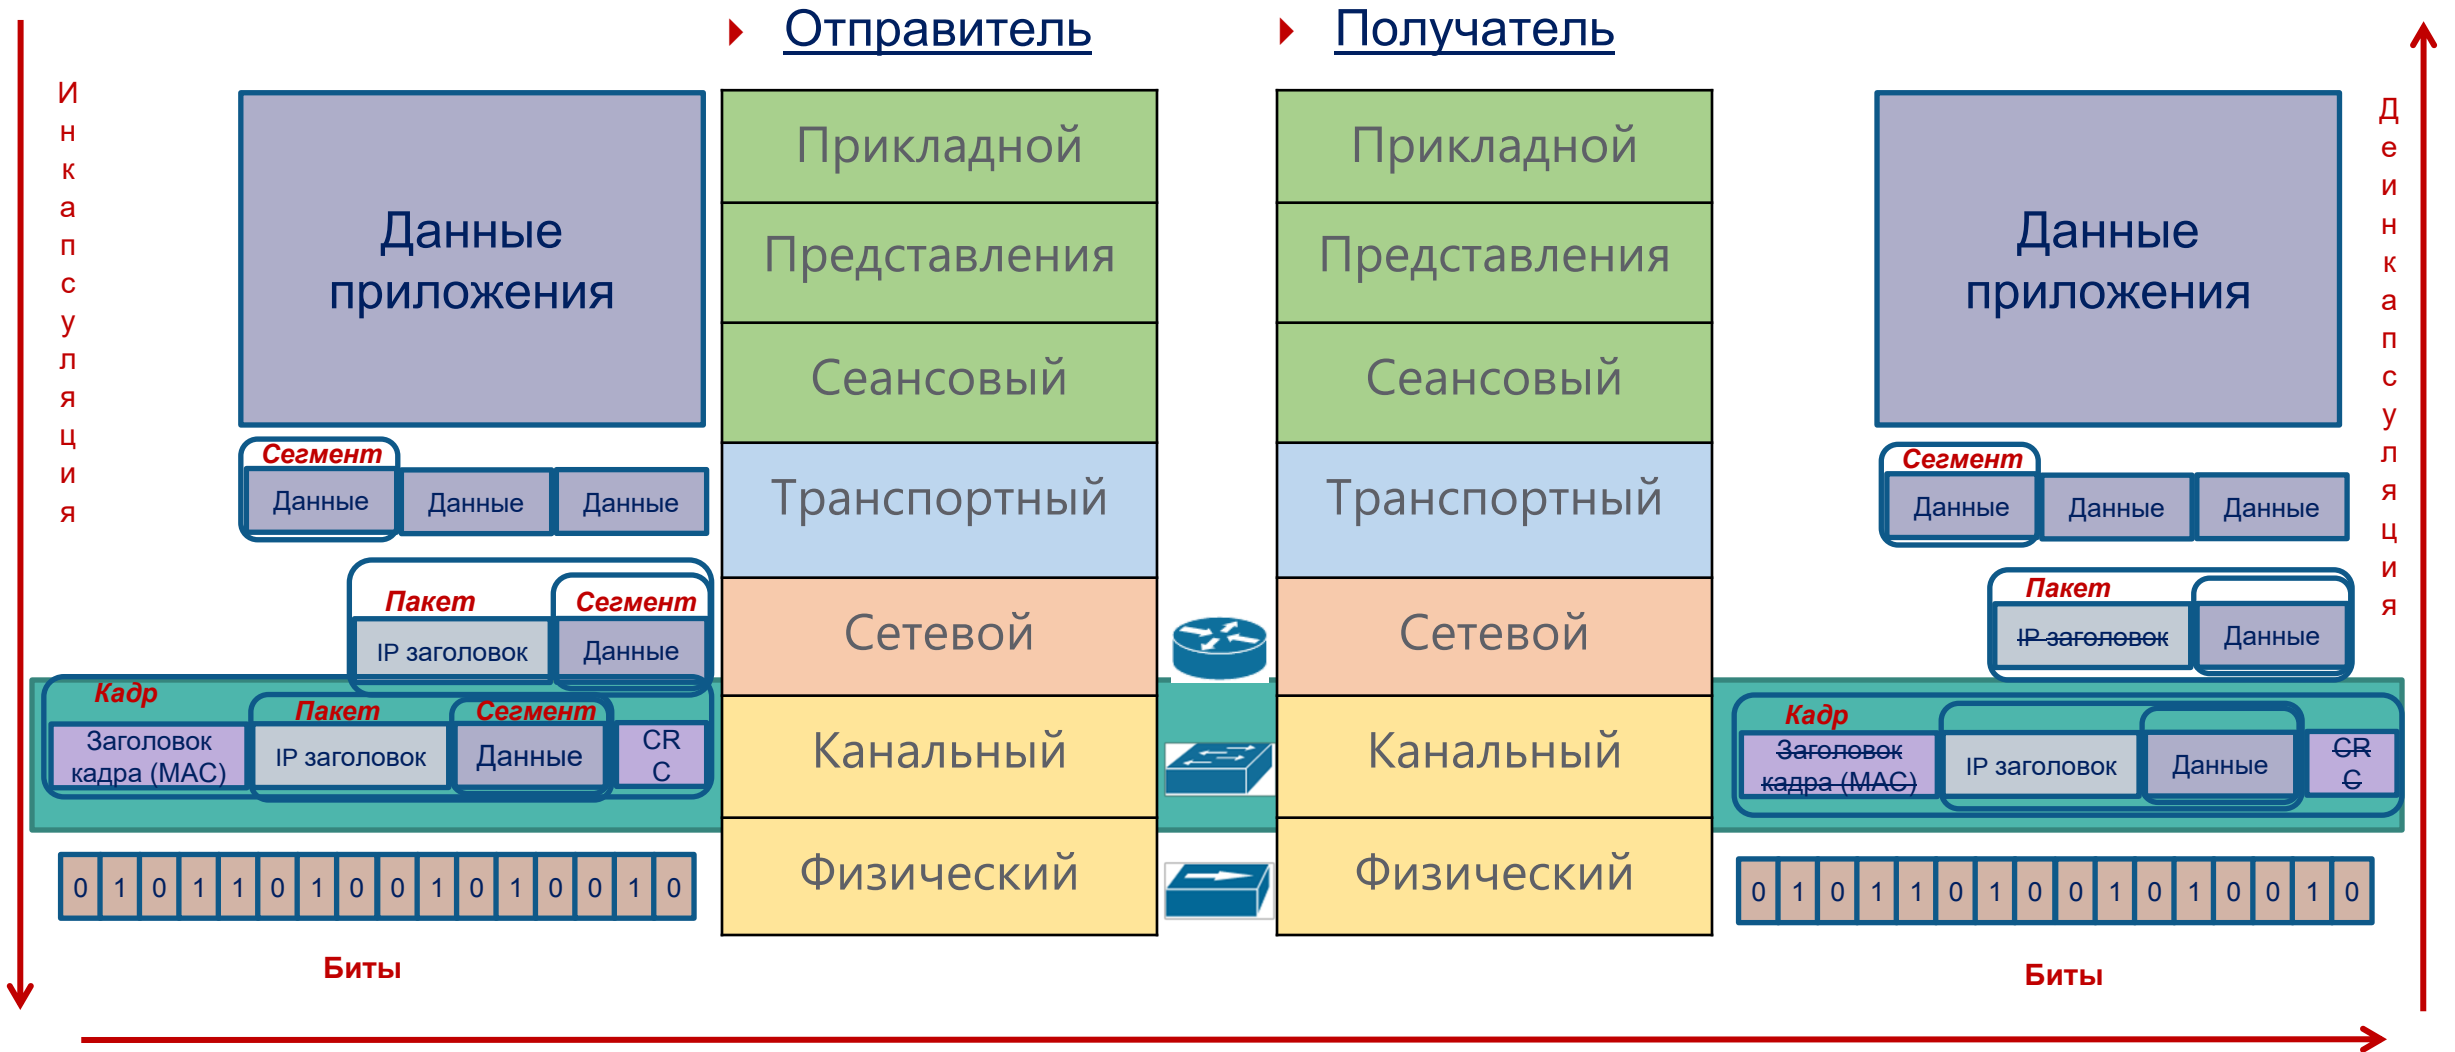 Отправитель
Получатель
Инкапсуляция
Данные
приложения
Прикладной
Представления
Сеансовый
Транспортный
Сетевой
Канальный
Физический
Прикладной
Представления
Сеансовый
Транспортный
Сетевой
Канальный
Физический
Данные
приложения
Деинкапсуляция
Сегмент
Данные Данные Данные
Сегмент
Данные Данные Данные
Пакет Сегмент
IP заголовок Данные
Пакет
IP заголовок Данные
Кадр Пакет Сегмент
Заголовок
кадра (MAC)
IP заголовок
Данные
CR
C
Кадр
Заголовок
кадра (MAC)
IP заголовок
Данные
CR
C
0 1 0 1 1 0 1 0 0 1 0 1 0 0 1 0
0 1 0 1 1 0 1 0 0 1 0 1 0 0 1 0
Биты
Биты